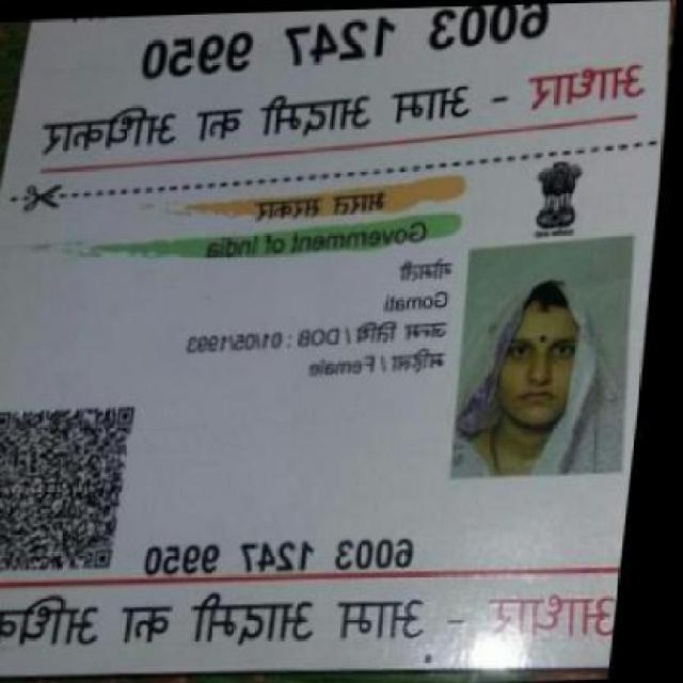 6003 1247 9950
आधार - आम आदमी का अधिकार
भारत सरकार
Government of India
गोमती
Gomati
जन्म तिथि / DOB : 01/05/1993
महिला / Female
6003 1247 9950
आधार - आम आदमी का